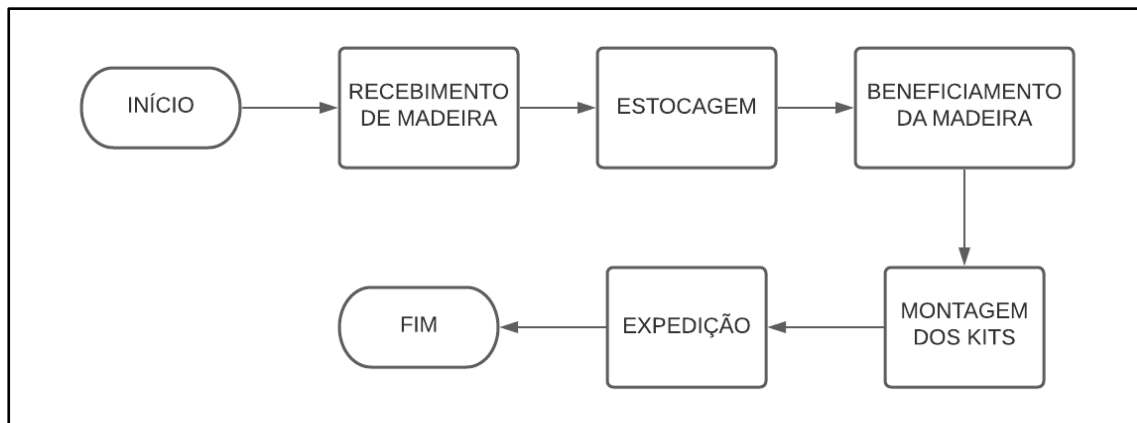 INÍCIO
RECEBIMENTO
DE MADEIRA
ESTOCAGEM
BENEFICIAMENTO
DA MADEIRA
MONTAGEM
DOS KITS
EXPEDIÇÃO
FIM